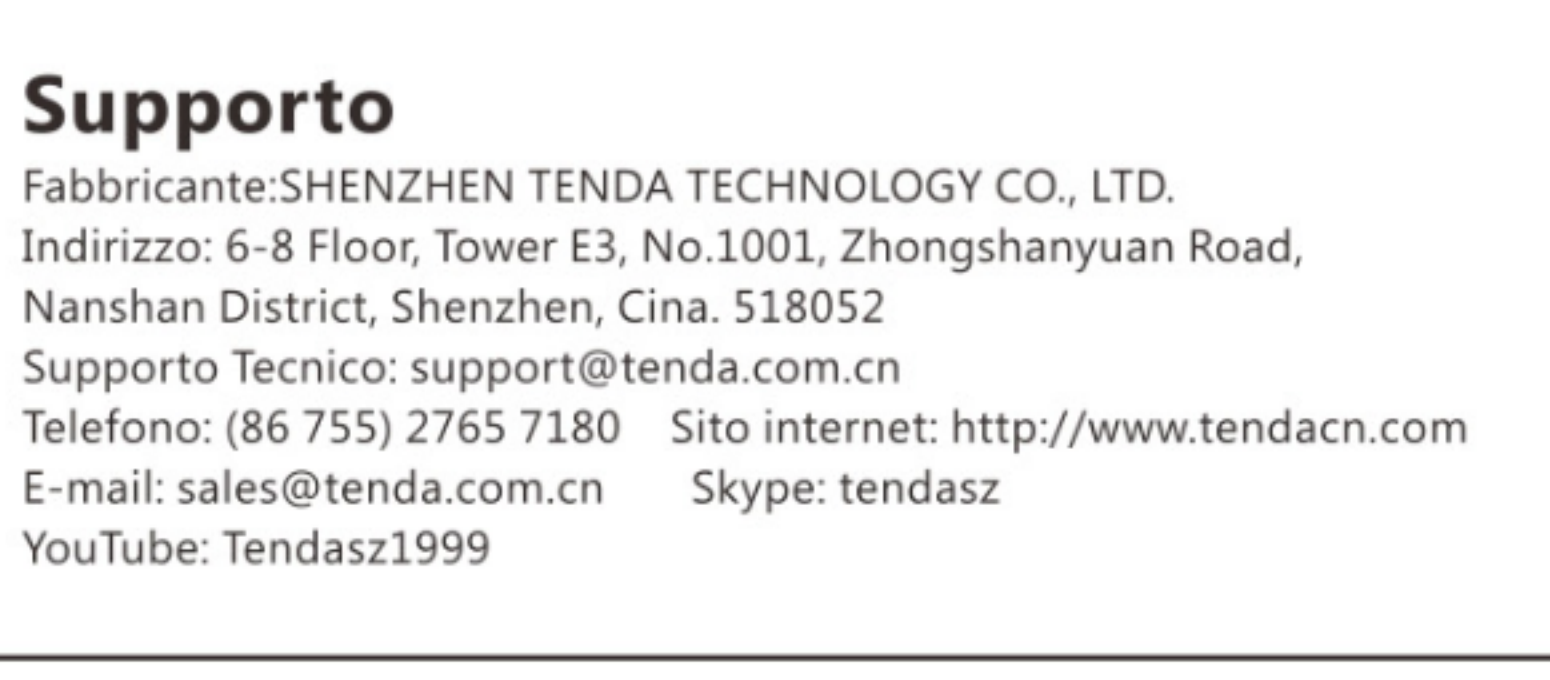 Supporto
Fabbricante:SHENZHEN TENDA TECHNOLOGY CO., LTD.
Indirizzo: 6-8 Floor, Tower E3, No.1001, Zhongshanyuan Road,
Nanshan District, Shenzhen, Cina. 518052
Supporto Tecnico: support@tenda.com.cn
Telefono: (86 755) 2765 7180 Sito internet: http://www.tendacn.com
E-mail: sales@tenda.com.cn Skype: tendasz
YouTube: Tendasz1999